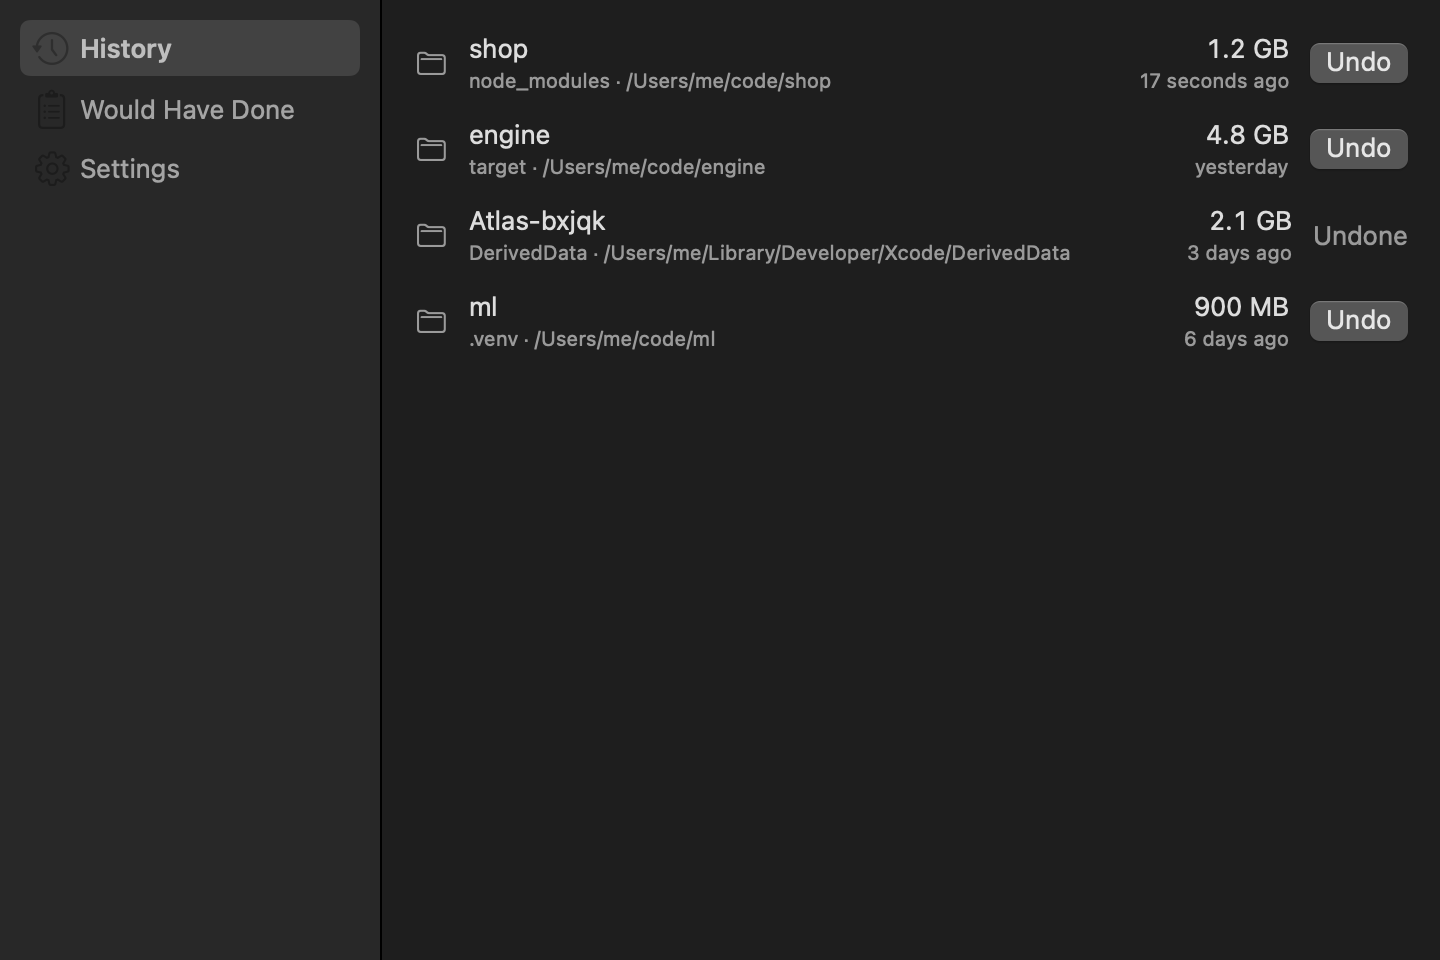 History
Would Have Done
Settings
shop
node_modules · /Users/me/code/shop
1.2 GB
17 seconds ago
Undo
engine
target · /Users/me/code/engine
4.8 GB
yesterday
Undo
Atlas-bxjqk
DerivedData · /Users/me/Library/Developer/Xcode/DerivedData
2.1 GB
3 days ago
Undone
ml
.venv · /Users/me/code/ml
900 MB
6 days ago
Undo